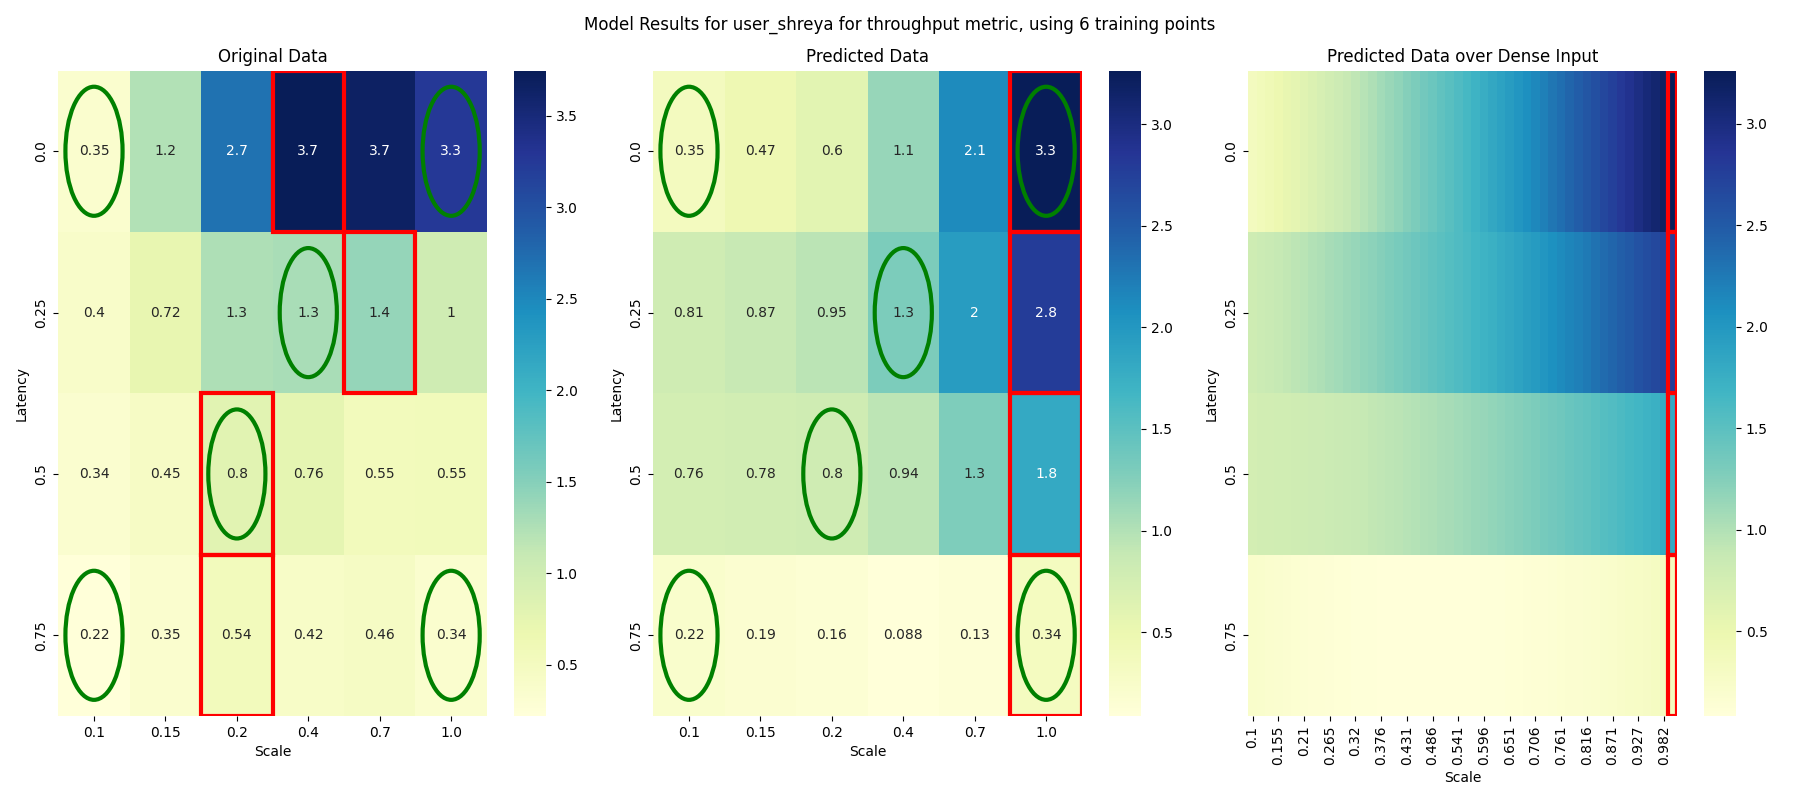 Model Results for user_shreya for throughput metric, using 6 training points
Original Data
0.0 0.35 1.2 2.7 3.7 3.7 3.3
0.25 0.4 0.72 1.3 1.3 1.4 1
0.5 0.34 0.45 0.8 0.76 0.55 0.55
0.75 0.22 0.35 0.54 0.42 0.46 0.34
0.1 0.15 0.2 0.4 0.7 1.0
Latency
Scale
3.5
3.0
2.5
2.0
1.5
1.0
0.5
Predicted Data
0.0 0.35 0.47 0.6 1.1 2.1 3.3
0.25 0.81 0.87 0.95 1.3 2 2.8
0.5 0.76 0.78 0.8 0.94 1.3 1.8
0.75 0.22 0.19 0.16 0.088 0.13 0.34
0.1 0.15 0.2 0.4 0.7 1.0
Latency
Scale
3.0
2.5
2.0
1.5
1.0
0.5
Predicted Data over Dense Input
0.0
0.25
0.5
0.75
Latency
0.1 0.155 0.21 0.265 0.32 0.376 0.431 0.486 0.541 0.596 0.651 0.706 0.761 0.816 0.871 0.927 0.982
Scale
3.0
2.5
2.0
1.5
1.0
0.5